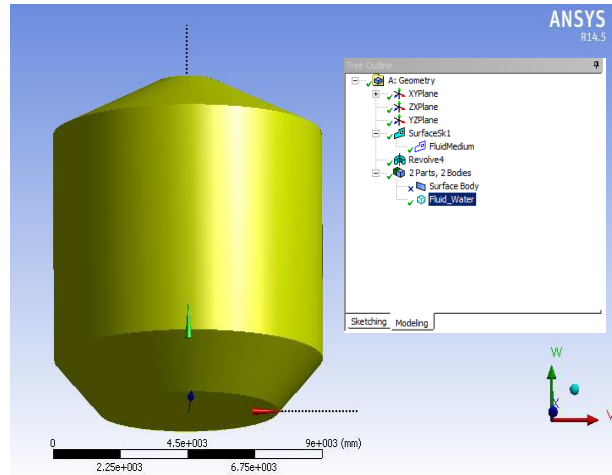 ANSYS
R14.5
Tree Outline
A: Geometry
XYPlane
ZXPlane
YZPlane
SurfaceSk1
FluidMedium
Revolve4
2 Parts, 2 Bodies
Surface Body
Fluid_Water
Sketching Modeling
W
V
0 4.5e+003 9e+003 (mm)
2.25e+003 6.75e+003